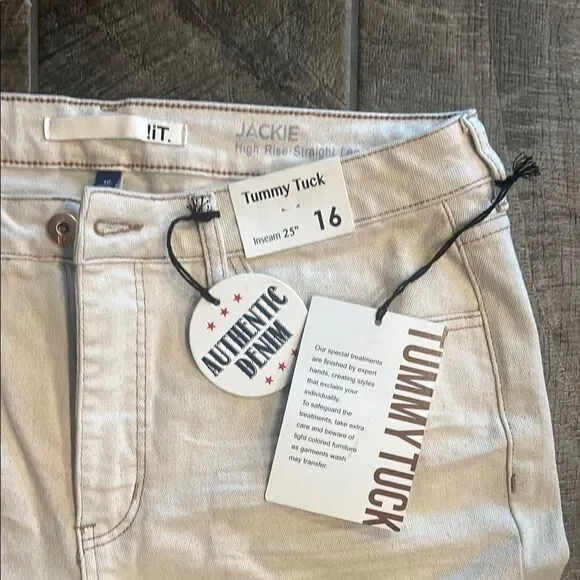 IIT.
JACKIE
High Rise Straight Leg
16
Tummy Tuck
Inseam 25"
16
AUTHENTIC
DENIM
TUMMY TUCK
Our special treatments
are finished by expert
hands, creating styles
that exclaim your
individuality.
To safeguard the
treatments, take extra
care and beware of
light colored furniture
as garments wash
may transfer.